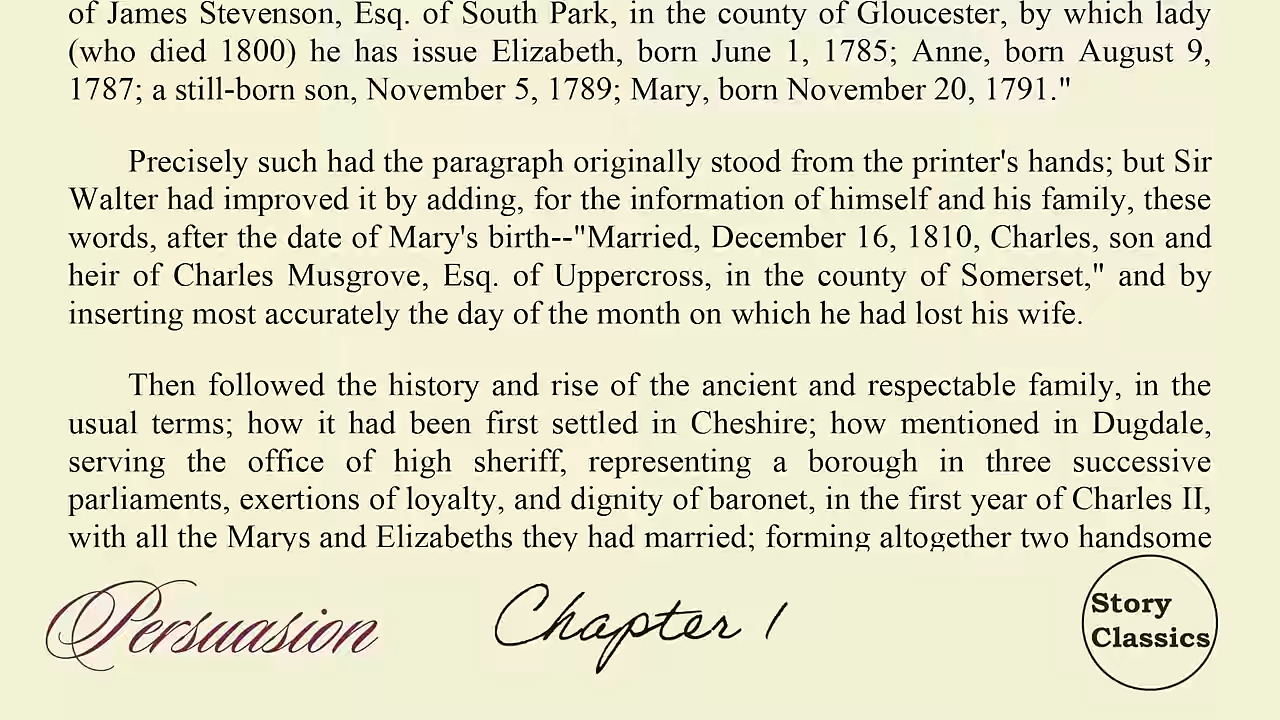 of James Stevenson, Esq. of South Park, in the county of Gloucester, by which lady
(who died 1800) he has issue Elizabeth, born June 1, 1785; Anne, born August 9,
1787; a still-born son, November 5, 1789; Mary, born November 20, 1791."
Precisely such had the paragraph originally stood from the printer's hands; but Sir
Walter had improved it by adding, for the information of himself and his family, these
words, after the date of Mary's birth--"Married, December 16, 1810, Charles, son and
heir of Charles Musgrove, Esq. of Uppercross, in the county of Somerset," and by
inserting most accurately the day of the month on which he had lost his wife.
Then followed the history and rise of the ancient and respectable family, in the
usual terms; how it had been first settled in Cheshire; how mentioned in Dugdale,
serving the office of high sheriff, representing a borough in three successive
parliaments, exertions of loyalty, and dignity of baronet, in the first year of Charles II,
with all the Marys and Elizabeths they had married; forming altogether two handsome
Persuasion
Chapter 1
Story
Classics